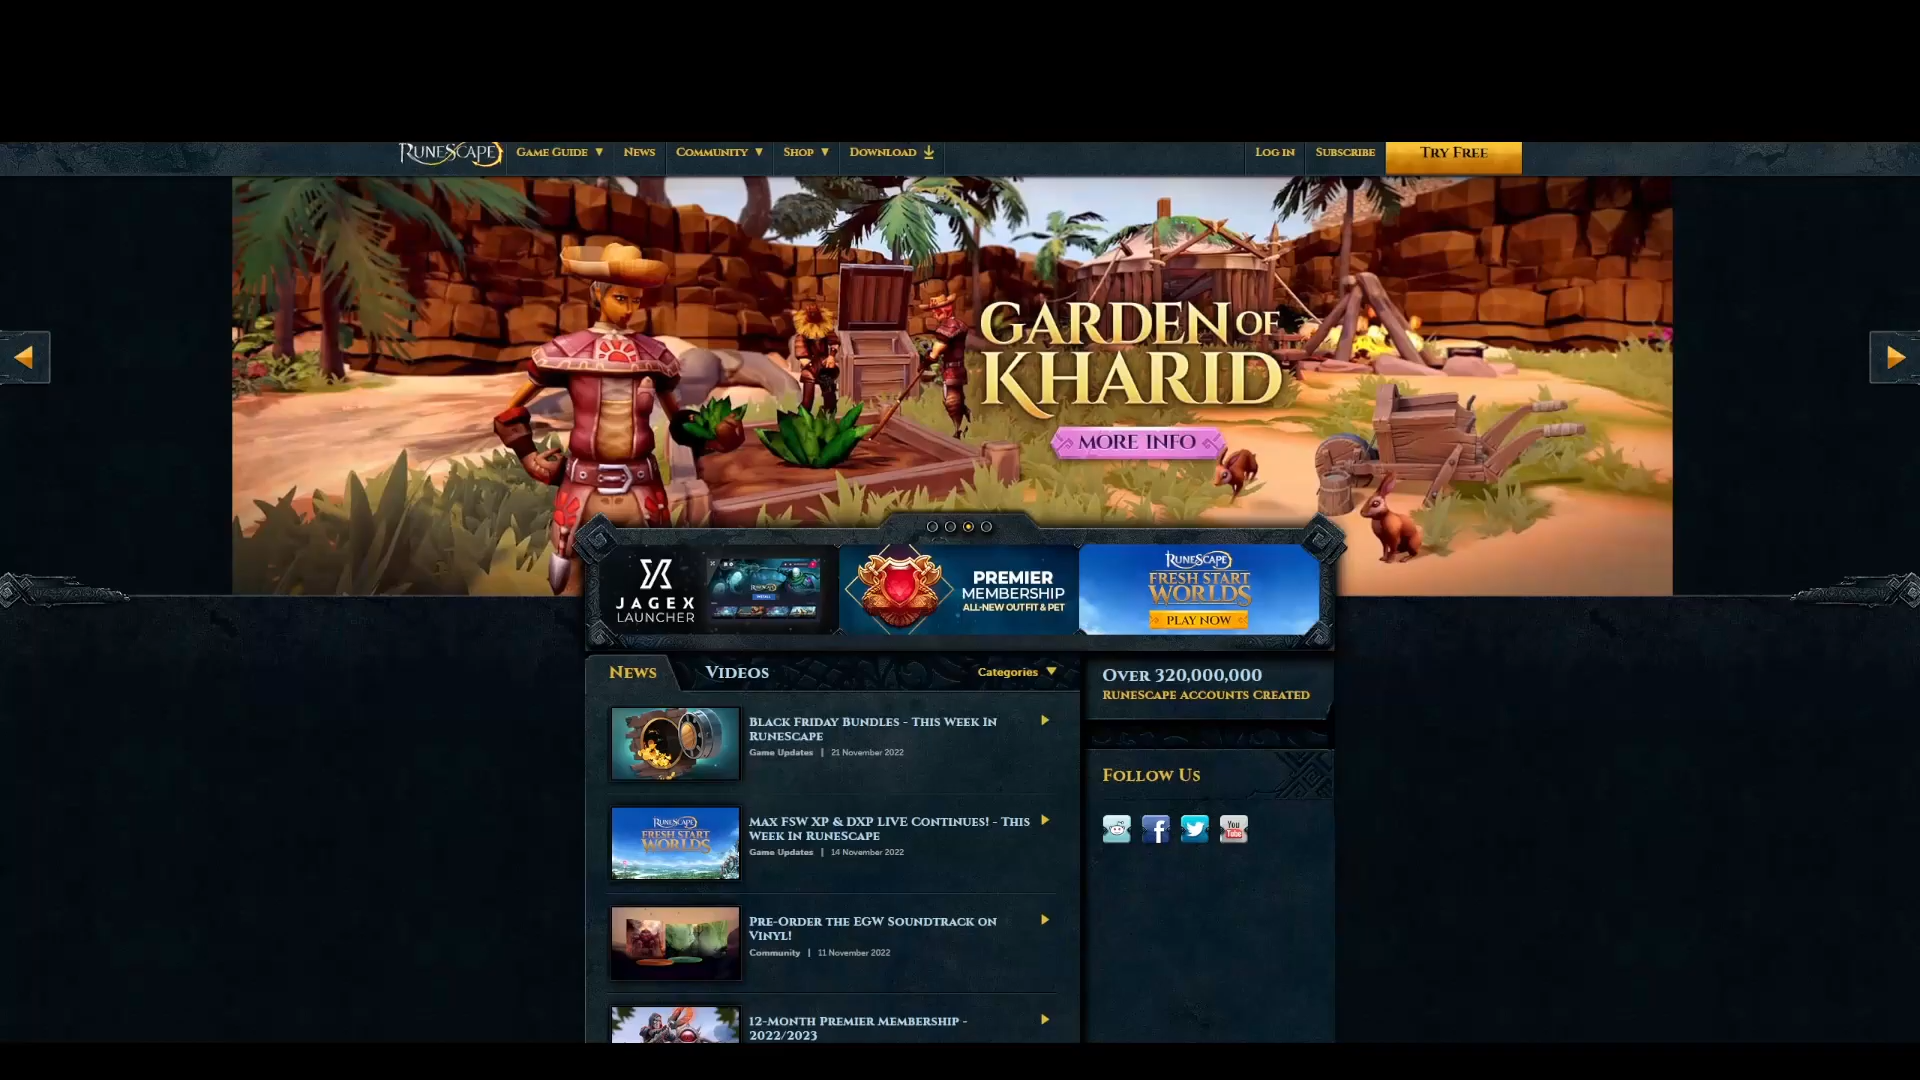 RuneScape
Game Guide
News
Community
Shop
Download
Log In
Subscribe
Try Free
GARDEN OF
KHARID
MORE INFO
JAGEX
LAUNCHER
PREMIER
MEMBERSHIP
ALL-NEW OUTFIT & PET
RUNESCAPE
FRESH START
WORLDS
PLAY NOW
News
Videos
Categories
Over 320,000,000
RuneScape Accounts Created
Black Friday Bundles - This Week In
RuneScape
Game Updates | 21 November 2022
Follow Us
Max FSW XP & DXP LIVE Continues! - This
Week In RuneScape
Game Updates | 14 November 2022
RUNESCAPE
FRESH START
WORLDS
You
Tube
Pre-Order the EGW Soundtrack on
Vinyl!
Community | 11 November 2022
12-Month Premier Membership -
2022/2023